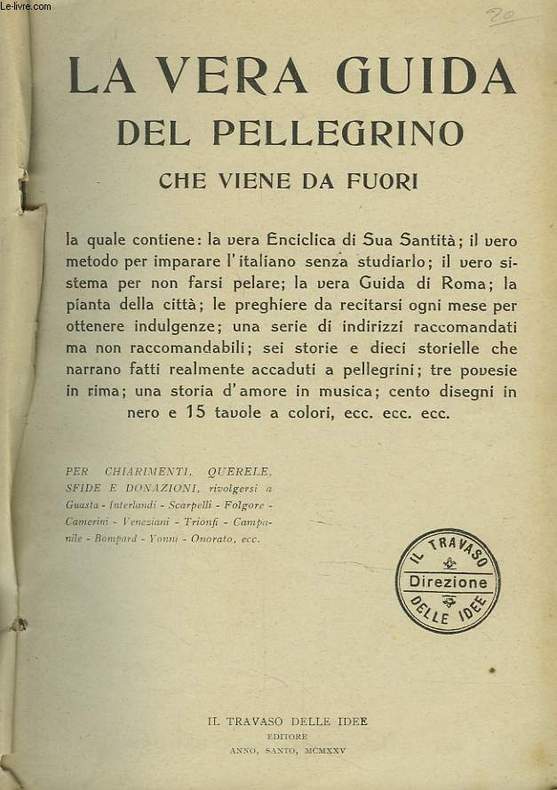 Le-livre.com
20
LA VERA GUIDA
DEL PELLEGRINO
CHE VIENE DA FUORI
la quale contiene: la vera Enciclica di Sua Santità; il vero
metodo per imparare l'italiano senza studiarlo; il vero si-
stema per non farsi pelare; la vera Guida di Roma; la
pianta della città; le preghiere da recitarsi ogni mese per
ottenere indulgenze; una serie di indirizzi raccomandati
ma non raccomandabili; sei storie e dieci storielle che
narrano fatti realmente accaduti a pellegrini; tre povesie
in rima; una storia d'amore in musica; cento disegni in
nero e 15 tavole a colori, ecc. ecc. ecc.
PER CHIARIMENTI, QUERELE,
SFIDE E DONAZIONI, rivolgersi a
Guasta - Interlandi - Scarpelli - Folgore -
Camerini - Veneziani - Trionfi - Campa-
nile - Bompard - Yonni - Onorato, ecc.
IL TRAVASO
Direzione
DELLE IDEE
IL TRAVASO DELLE IDEE
EDITORE
ANNO, SANTO, MCMXXV